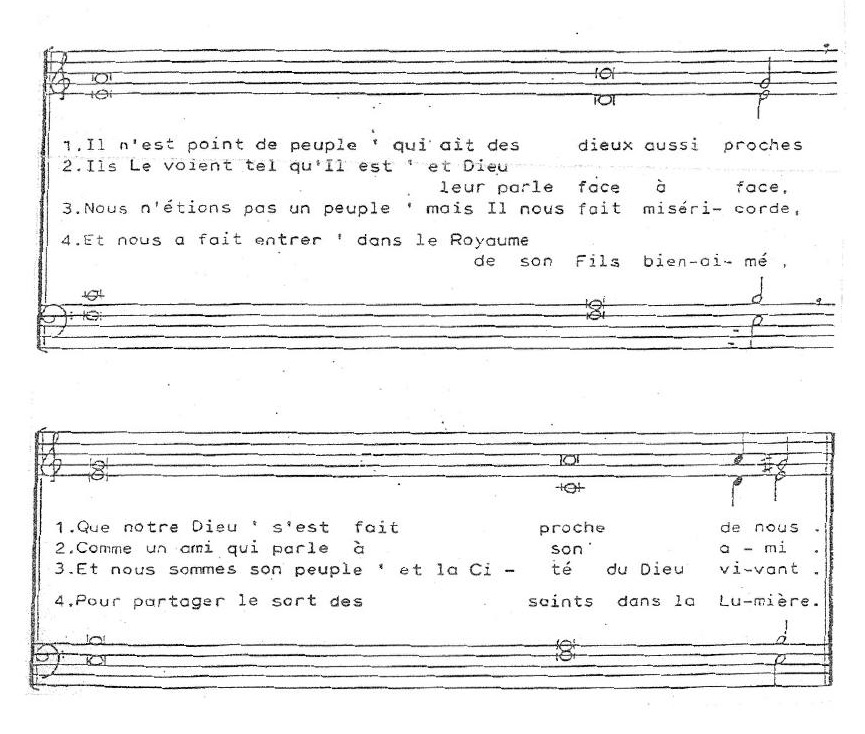 1.Il n'est point de peuple ' qui ait des dieux aussi proches
2.Ils Le voient tel qu'Il est ' et Dieu
leur parle face à face,
3.Nous n'étions pas un peuple ' mais Il nous fait miséri- corde,
4.Et nous a fait entrer ' dans le Royaume
de son Fils bien-ai- mé ,
1.Que notre Dieu ' s'est fait proche de nous .
2.Comme un ami qui parle à son a - mi .
3.Et nous sommes son peuple ' et la Ci - té du Dieu vi-vant .
4.Pour partager le sort des saints dans la Lu-mière.